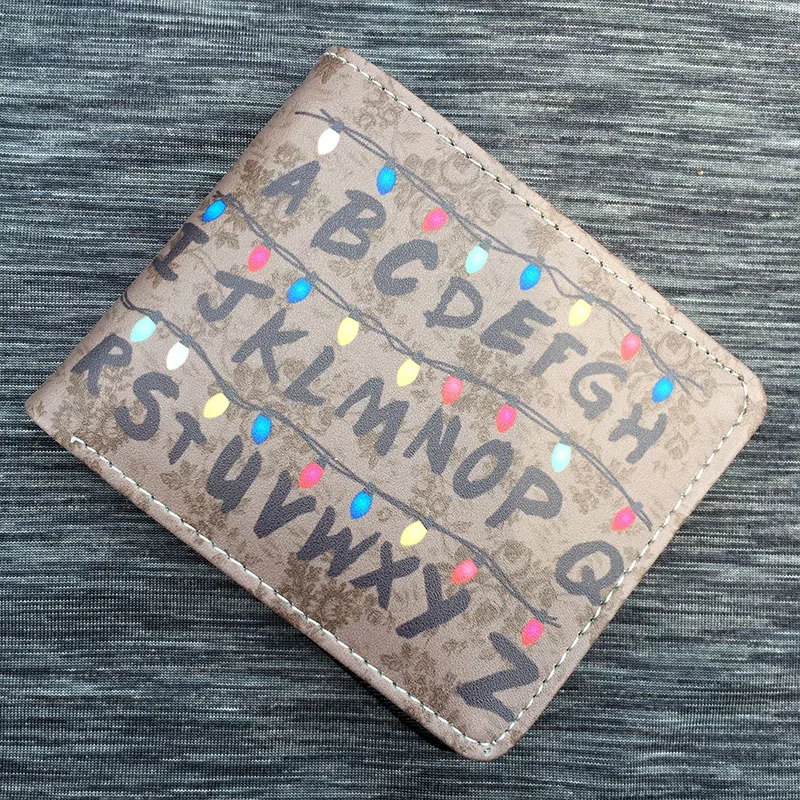 ABCDEFGH
IJKLMNOPQ
RSTUVWXYZ